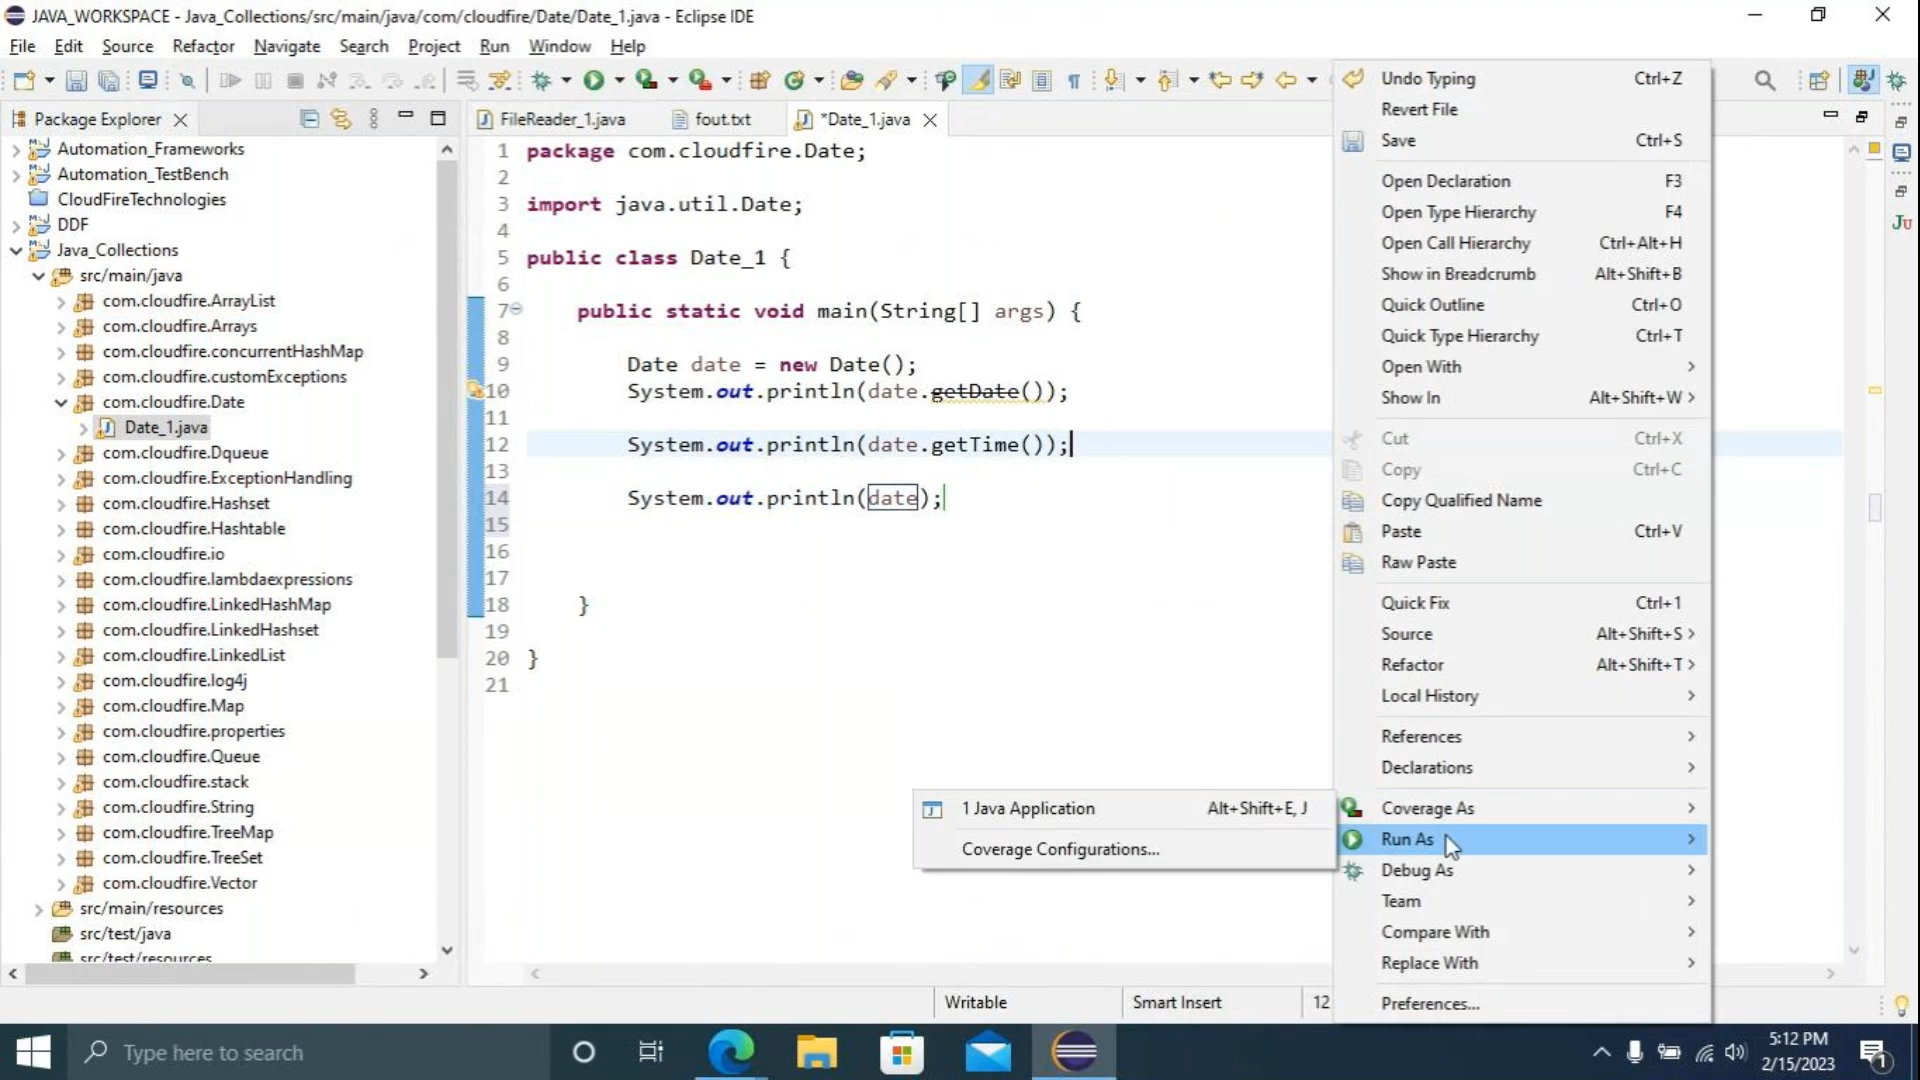 JAVA_WORKSPACE - Java_Collections/src/main/java/com/cloudfire/Date/Date_1.java - Eclipse IDE
File Edit Source Refactor Navigate Search Project Run Window Help
Package Explorer
Automation_Frameworks
Automation_TestBench
CloudFireTechnologies
DDF
Java_Collections
src/main/java
com.cloudfire.ArrayList
com.cloudfire.Arrays
com.cloudfire.concurrentHashMap
com.cloudfire.customExceptions
com.cloudfire.Date
Date_1.java
com.cloudfire.Dqueue
com.cloudfire.ExceptionHandling
com.cloudfire.Hashset
com.cloudfire.Hashtable
com.cloudfire.io
com.cloudfire.lambdaexpressions
com.cloudfire.LinkedHashMap
com.cloudfire.LinkedHashset
com.cloudfire.LinkedList
com.cloudfire.log4j
com.cloudfire.Map
com.cloudfire.properties
com.cloudfire.Queue
com.cloudfire.stack
com.cloudfire.String
com.cloudfire.TreeMap
com.cloudfire.TreeSet
com.cloudfire.Vector
src/main/resources
src/test/java
src/test/resources
FileReader_1.java fout.txt *Date_1.java
1 package com.cloudfire.Date;
2
3 import java.util.Date;
4
5 public class Date_1 {
6
7 public static void main(String[] args) {
8
9 Date date = new Date();
10 System.out.println(date.getDate());
11
12 System.out.println(date.getTime());
13
14 System.out.println(date);
15
16
17
18 }
19
20 }
21
Undo Typing Ctrl+Z
Revert File
Save Ctrl+S
Open Declaration F3
Open Type Hierarchy F4
Open Call Hierarchy Ctrl+Alt+H
Show in Breadcrumb Alt+Shift+B
Quick Outline Ctrl+O
Quick Type Hierarchy Ctrl+T
Open With
Show In Alt+Shift+W
Cut Ctrl+X
Copy Ctrl+C
Copy Qualified Name
Paste Ctrl+V
Raw Paste
Quick Fix Ctrl+1
Source Alt+Shift+S
Refactor Alt+Shift+T
Local History
References
Declarations
Coverage As
Run As
Debug As
Team
Compare With
Replace With
Preferences...
1 Java Application Alt+Shift+E, J
Coverage Configurations...
JU
Writable Smart Insert 12
Type here to search
5:12 PM
2/15/2023
1